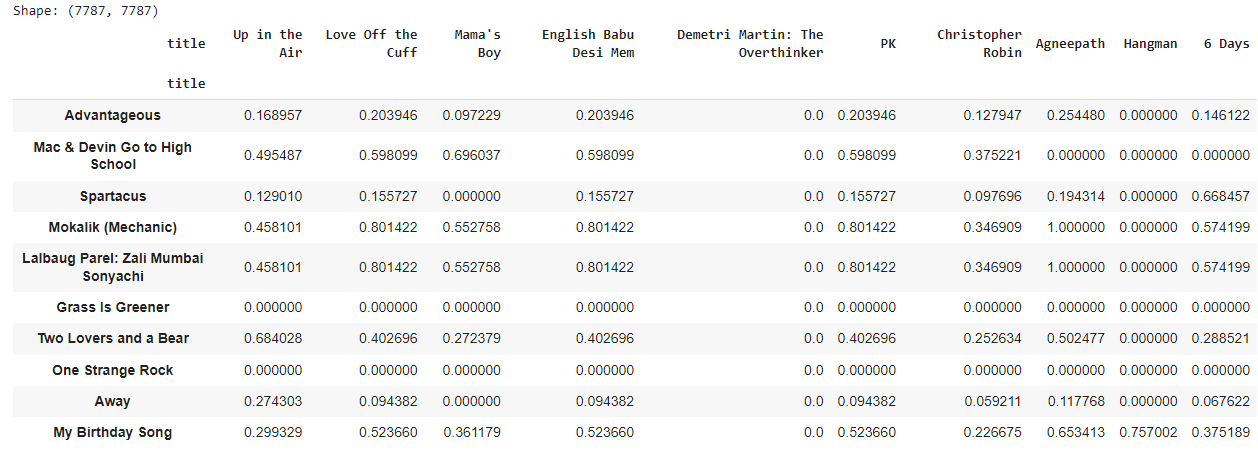 Shape: (7787, 7787)
title Up in the Air Love Off the Cuff Mama's Boy English Babu Desi Mem Demetri Martin: The Overthinker PK Christopher Robin Agneepath Hangman 6 Days
title
Advantageous 0.168957 0.203946 0.097229 0.203946 0.0 0.203946 0.127947 0.254480 0.000000 0.146122
Mac & Devin Go to High School 0.495487 0.598099 0.696037 0.598099 0.0 0.598099 0.375221 0.000000 0.000000 0.000000
Spartacus 0.129010 0.155727 0.000000 0.155727 0.0 0.155727 0.097696 0.194314 0.000000 0.668457
Mokalik (Mechanic) 0.458101 0.801422 0.552758 0.801422 0.0 0.801422 0.346909 1.000000 0.000000 0.574199
Lalbaug Parel: Zali Mumbai Sonyachi 0.458101 0.801422 0.552758 0.801422 0.0 0.801422 0.346909 1.000000 0.000000 0.574199
Grass Is Greener 0.000000 0.000000 0.000000 0.000000 0.0 0.000000 0.000000 0.000000 0.000000 0.000000
Two Lovers and a Bear 0.684028 0.402696 0.272379 0.402696 0.0 0.402696 0.252634 0.502477 0.000000 0.288521
One Strange Rock 0.000000 0.000000 0.000000 0.000000 0.0 0.000000 0.000000 0.000000 0.000000 0.000000
Away 0.274303 0.094382 0.000000 0.094382 0.0 0.094382 0.059211 0.117768 0.000000 0.067622
My Birthday Song 0.299329 0.523660 0.361179 0.523660 0.0 0.523660 0.226675 0.653413 0.757002 0.375189